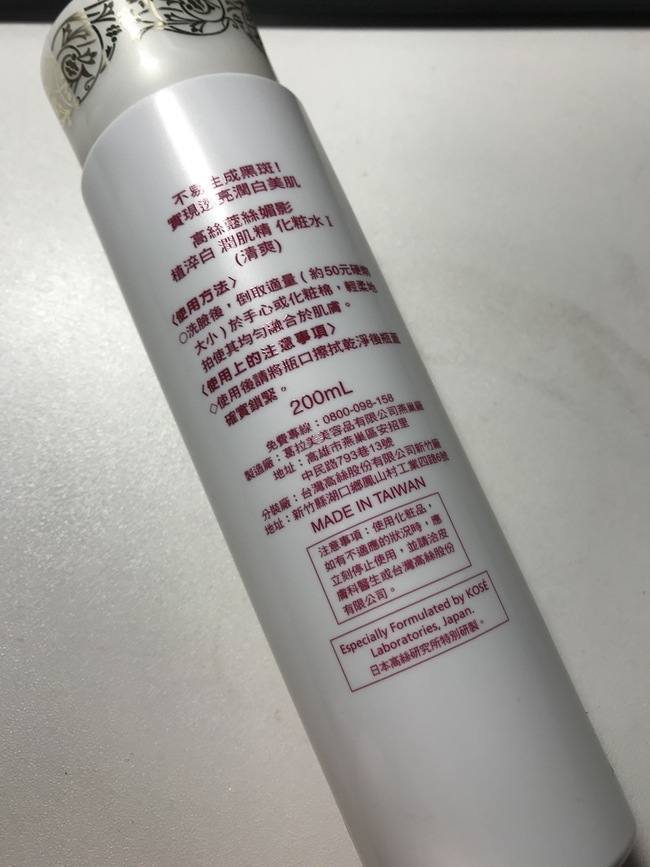 不易生成黑斑!
實現透亮潤白美肌
高絲蔻絲媚影
植淬白 潤肌精 化粧水 I
(清爽)
〈使用方法〉
○洗臉後，倒取適量（約50元硬幣
大小）於手心或化粧棉，輕柔地
拍使其均勻融合於肌膚。
〈使用上的注意事項〉
◇使用後請將瓶口擦拭乾淨後瓶蓋
確實鎖緊。
200mL
免費專線：0800-098-158
製造廠：葛拉美美容品有限公司燕巢廠
地址：高雄市燕巢區安招里
中民路793巷13號
分裝廠：台灣高絲股份有限公司新竹廠
地址：新竹縣湖口鄉鳳山村工業四路6號
MADE IN TAIWAN
注意事項：使用化粧品，
如有不適應的狀況時，應
立刻停止使用，並請洽皮
膚科醫生或台灣高絲股份
有限公司。
Especially Formulated by KOSÉ
Laboratories, Japan.
日本高絲研究所特別研製。